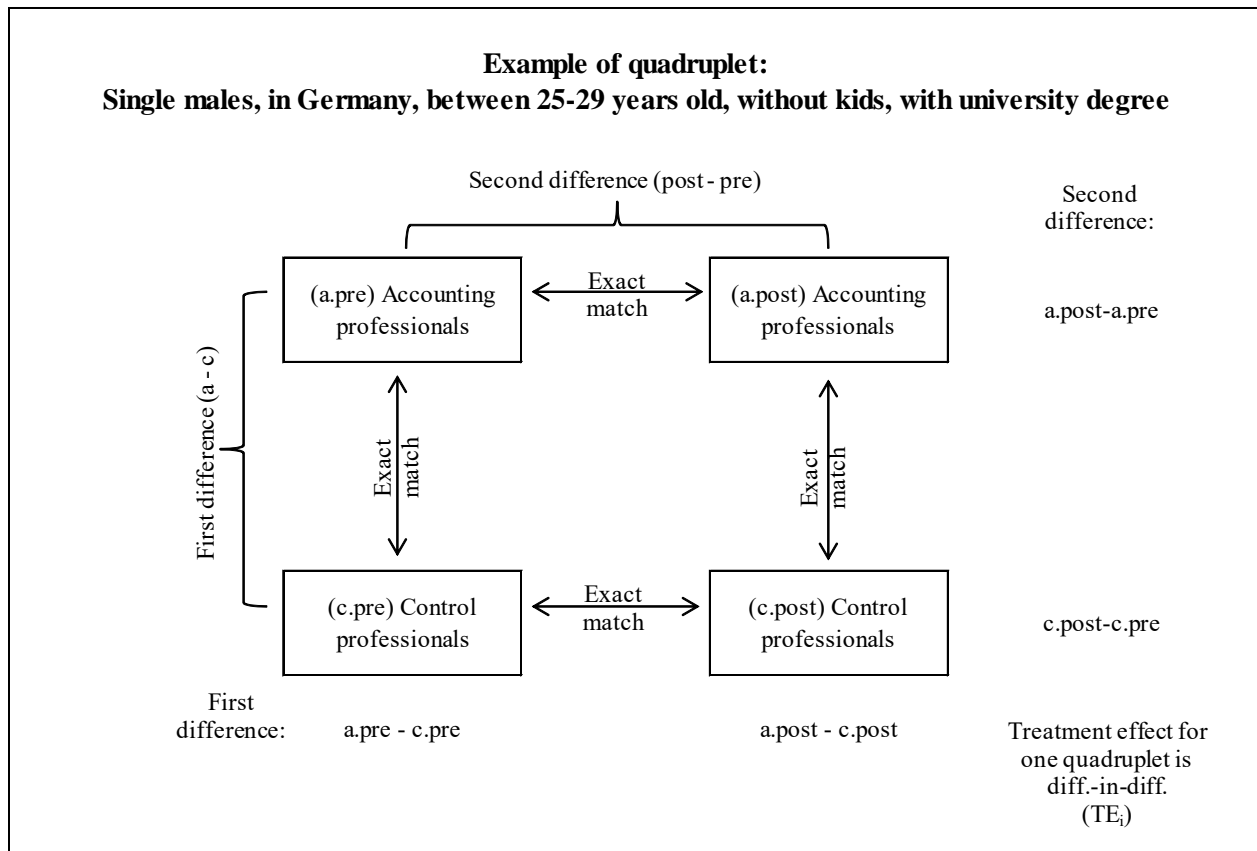 Example of quadruplet:
Single males, in Germany, between 25-29 years old, without kids, with university degree
Second difference (post - pre)
Second
difference:
(a.pre) Accounting
professionals
Exact
match
(a.post) Accounting
professionals
a.post-a.pre
First difference (a - c)
Exact
match
Exact
match
(c.pre) Control
professionals
Exact
match
(c.post) Control
professionals
c.post-c.pre
First
difference:
a.pre - c.pre
a.post - c.post
Treatment effect for
one quadruplet is
diff.-in-diff.
(TEi)